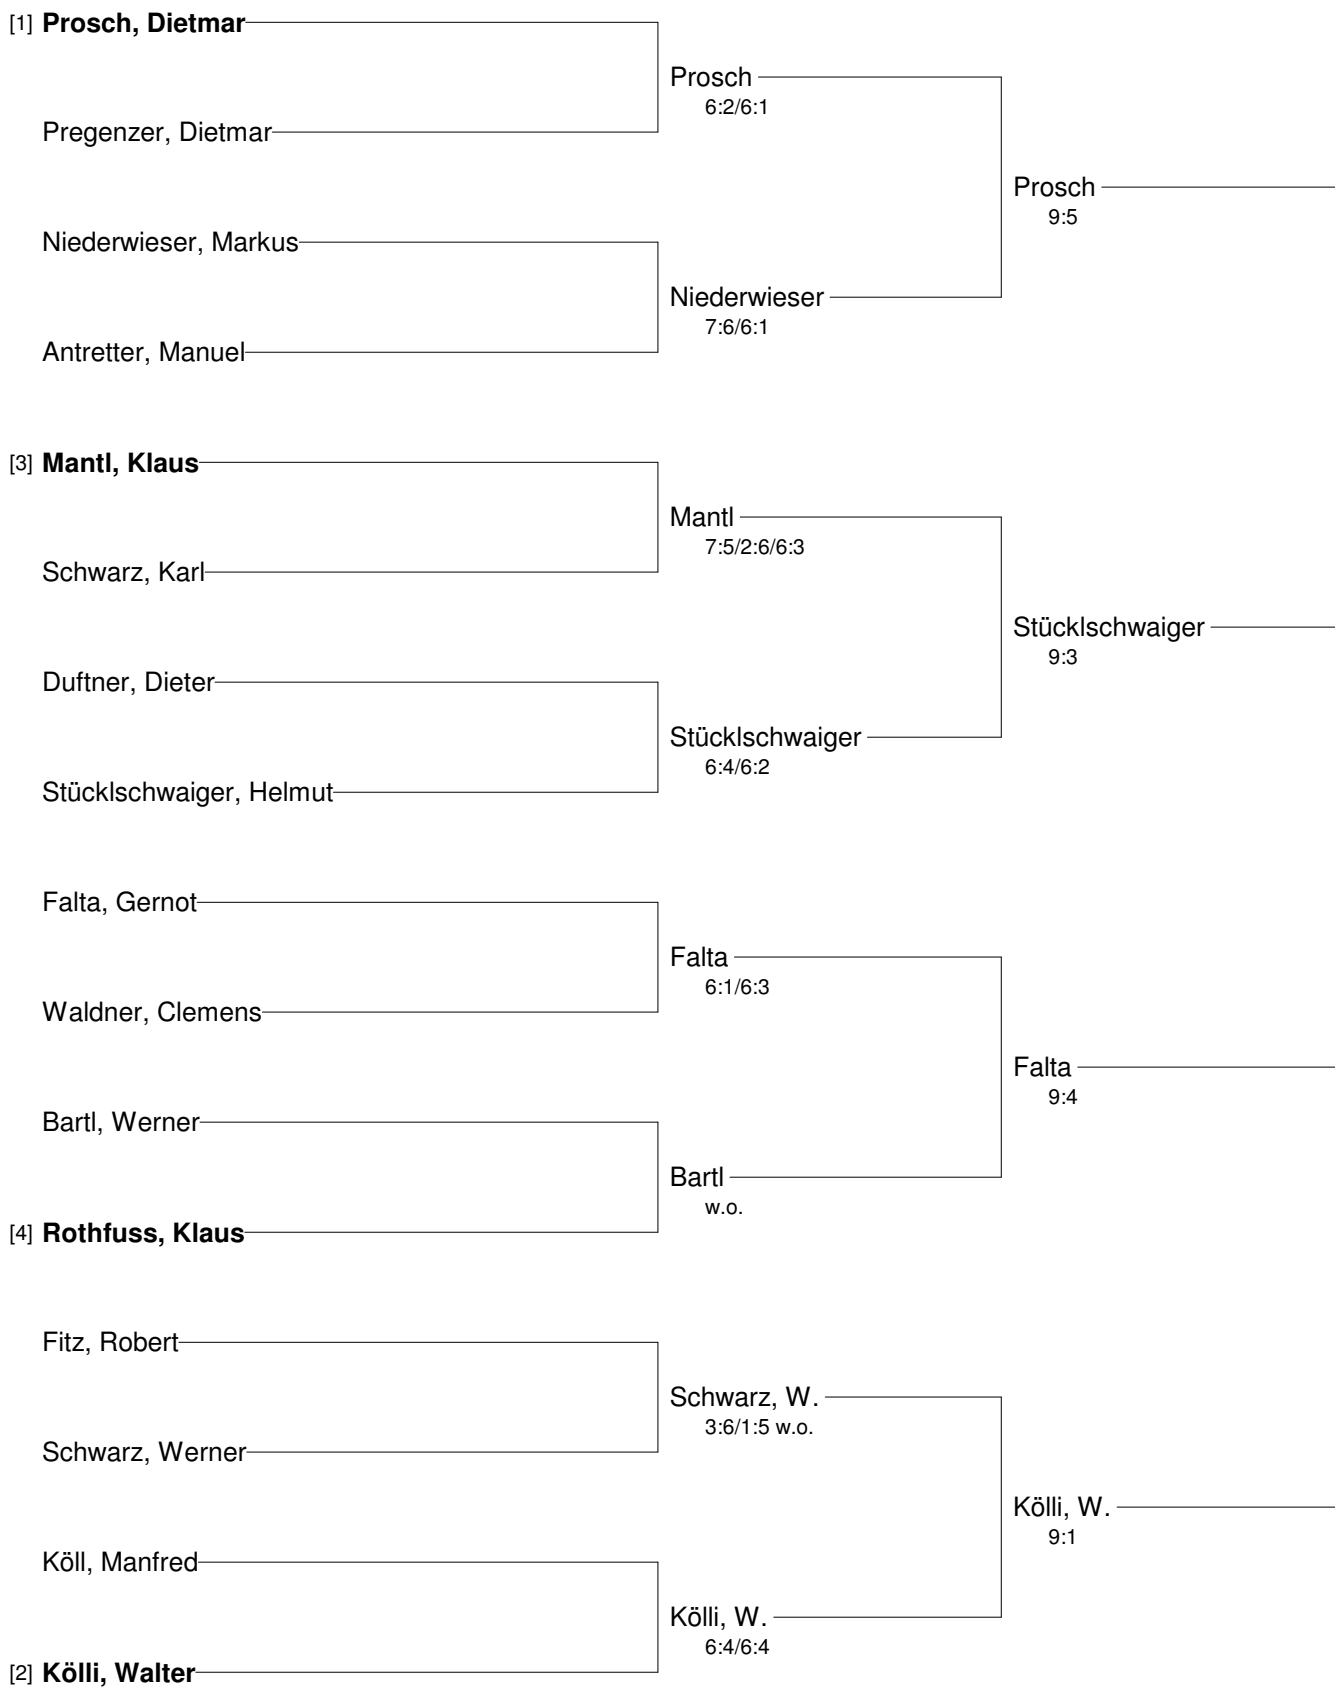 [1] Prosch, Dietmar
Prosch
6:2/6:1
Pregenzer, Dietmar
Prosch
9:5
Niederwieser, Markus
Niederwieser
7:6/6:1
Antretter, Manuel
[3] Mantl, Klaus
Mantl
7:5/2:6/6:3
Schwarz, Karl
Stücklschwaiger
9:3
Duftner, Dieter
Stücklschwaiger
6:4/6:2
Stücklschwaiger, Helmut
Falta, Gernot
Falta
6:1/6:3
Waldner, Clemens
Falta
9:4
Bartl, Werner
Bartl
w.o.
[4] Rothfuss, Klaus
Fitz, Robert
Schwarz, W.
3:6/1:5 w.o.
Schwarz, Werner
Kölli, W.
9:1
Köll, Manfred
Kölli, W.
6:4/6:4
[2] Kölli, Walter